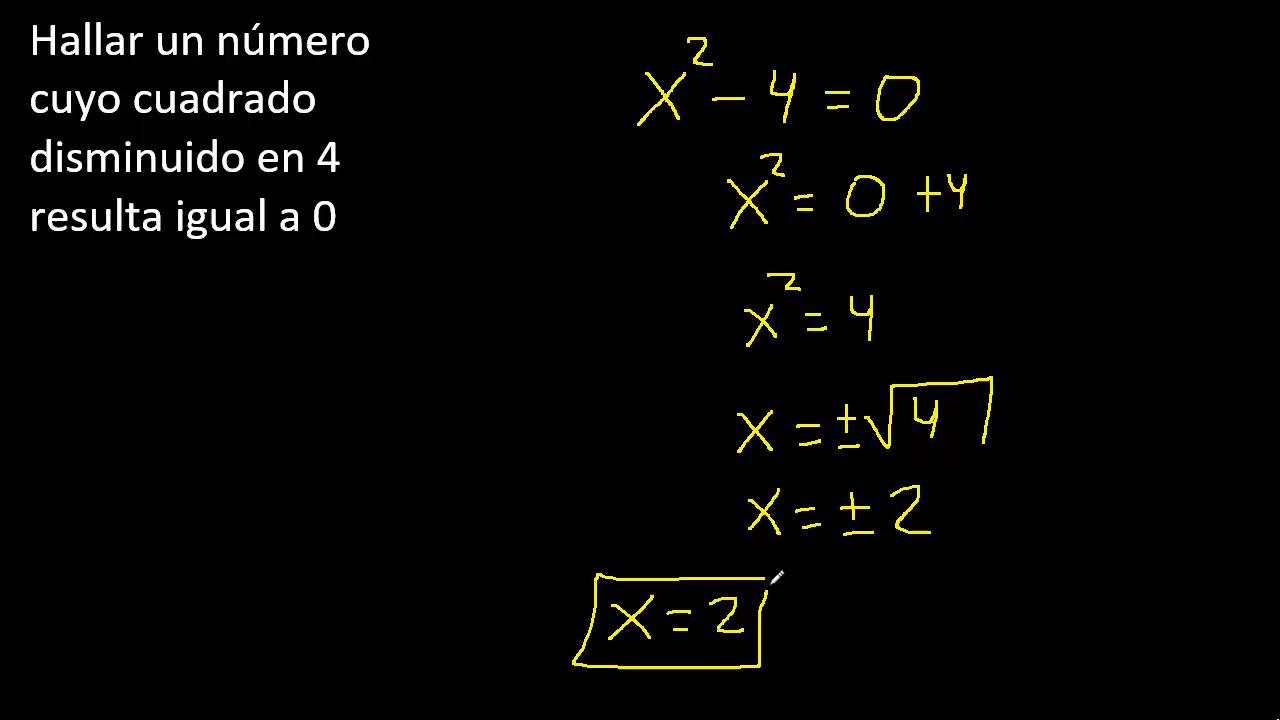 Hallar un número
cuyo cuadrado
disminuido en 4
resulta igual a 0
x² - 4 = 0
x² = 0 + 4
x² = 4
x = ±√4
x = ± 2
x = 2